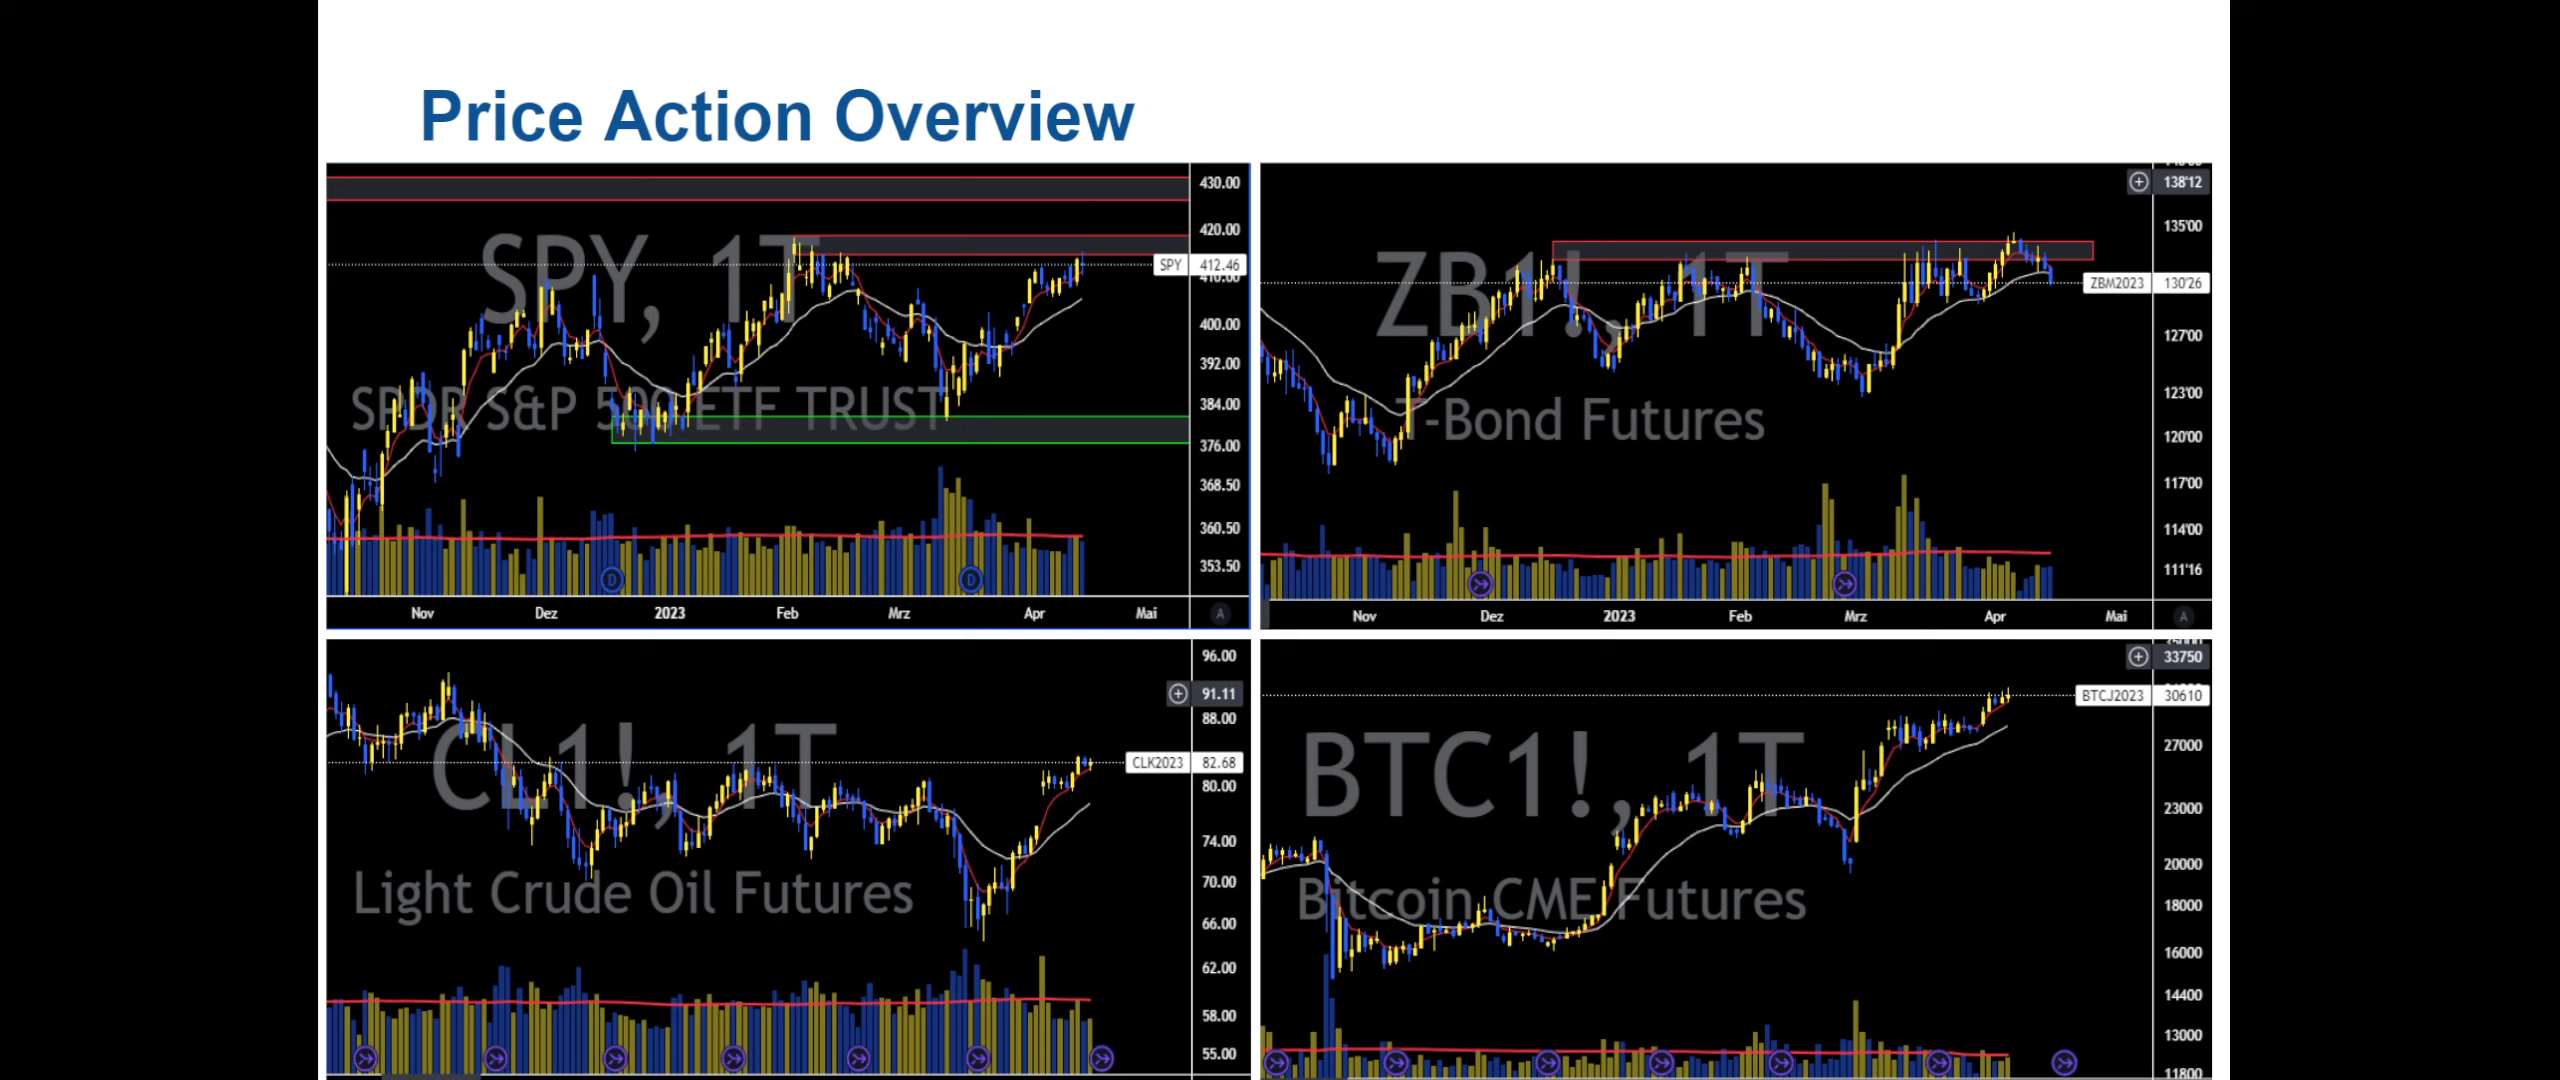 Price Action Overview
SPY, 1T
SPDR S&P 500 ETF TRUST
430.00
420.00
SPY 412.46
410.00
400.00
392.00
384.00
376.00
368.50
360.50
353.50
D
D
Nov Dez 2023 Feb Mrz Apr Mai A
ZB1!, 1T
T-Bond Futures
138'12
135'00
ZBM2023 130'26
127'00
123'00
120'00
117'00
114'00
111'16
Nov Dez 2023 Feb Mrz Apr Mai A
CL1!, 1T
Light Crude Oil Futures
96.00
91.11
88.00
CLK2023 82.68
80.00
74.00
70.00
66.00
62.00
58.00
55.00
BTC1!, 1T
Bitcoin CME Futures
33750
BTCJ2023 30610
27000
23000
20000
18000
16000
14400
13000
11800